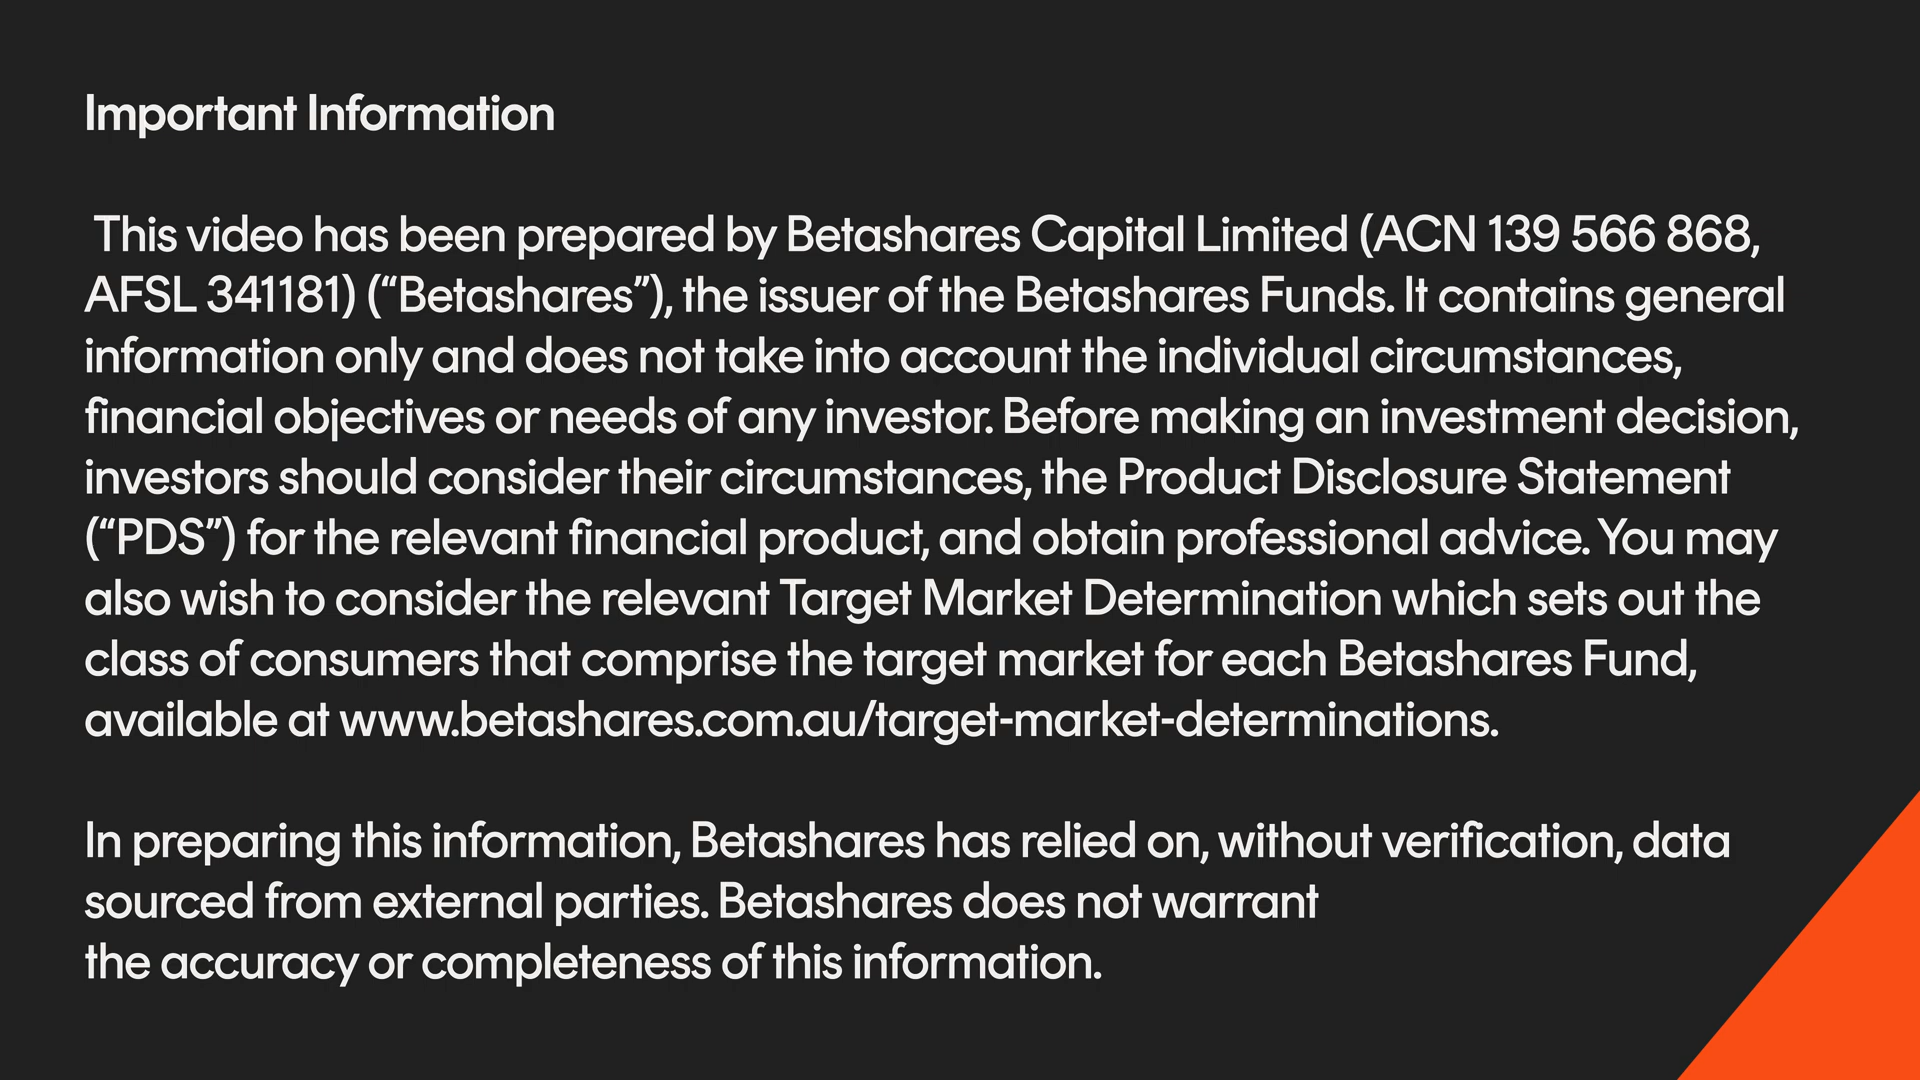 Important Information
This video has been prepared by Betashares Capital Limited (ACN 139 566 868,
AFSL 341181) (“Betashares”), the issuer of the Betashares Funds. It contains general
information only and does not take into account the individual circumstances,
financial objectives or needs of any investor. Before making an investment decision,
investors should consider their circumstances, the Product Disclosure Statement
(“PDS”) for the relevant financial product, and obtain professional advice. You may
also wish to consider the relevant Target Market Determination which sets out the
class of consumers that comprise the target market for each Betashares Fund,
available at www.betashares.com.au/target-market-determinations.
In preparing this information, Betashares has relied on, without verification, data
sourced from external parties. Betashares does not warrant
the accuracy or completeness of this information.